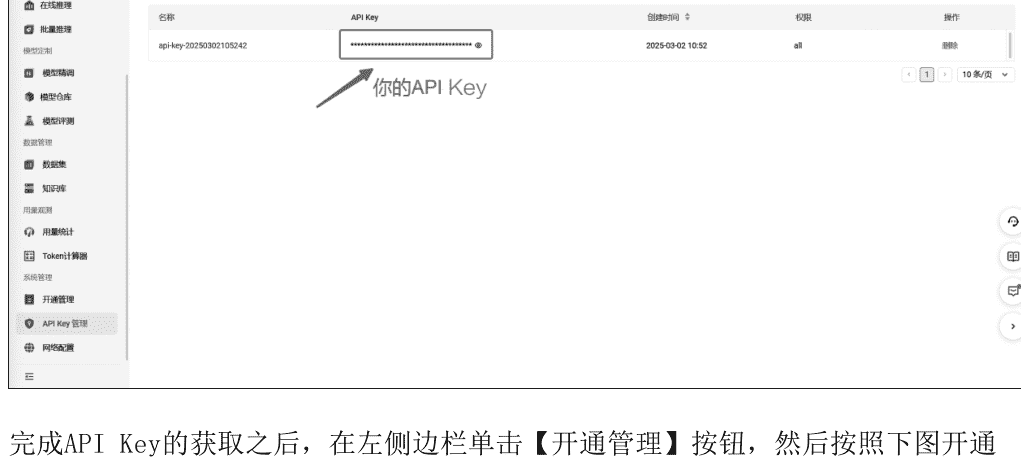 在线推理
批量推理
模型定制
模型精调
模型仓库
模型评测
数据管理
数据集
知识库
用量观测
用量统计
Token计算器
系统管理
开通管理
API Key 管理
网络配置
名称 API Key 创建时间 权限 操作
api-key-20250302105242 ************************************ 2025-03-02 10:52 all 删除
1 10 条/页
你的API Key
完成API Key的获取之后，在左侧边栏单击【开通管理】按钮，然后按照下图开通